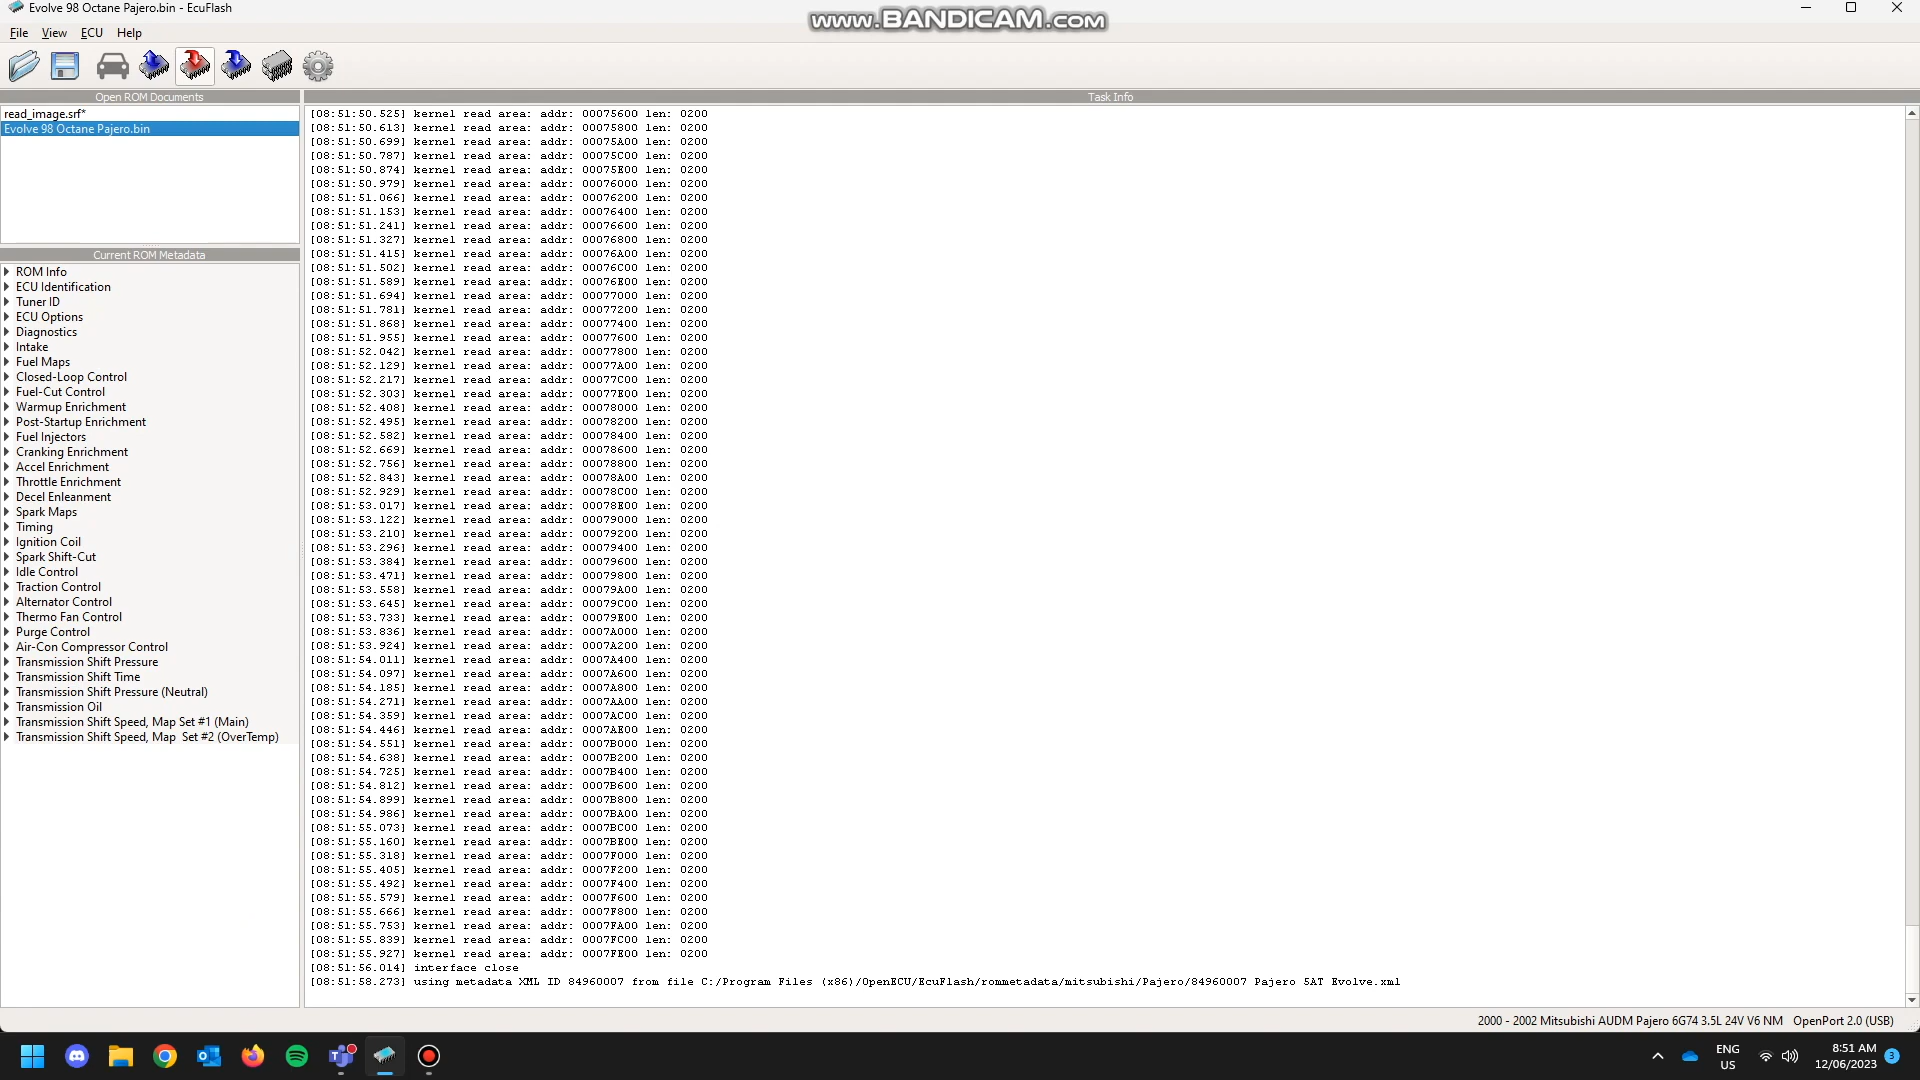 Evolve 98 Octane Pajero.bin - EcuFlash
www.BANDICAM.com
File View ECU Help
Open ROM Documents
read_image.srf*
Evolve 98 Octane Pajero.bin
Current ROM Metadata
ROM Info
ECU Identification
Tuner ID
ECU Options
Diagnostics
Intake
Fuel Maps
Closed-Loop Control
Fuel-Cut Control
Warmup Enrichment
Post-Startup Enrichment
Fuel Injectors
Cranking Enrichment
Accel Enrichment
Throttle Enrichment
Decel Enleanment
Spark Maps
Timing
Ignition Coil
Spark Shift-Cut
Idle Control
Traction Control
Alternator Control
Thermo Fan Control
Purge Control
Air-Con Compressor Control
Transmission Shift Pressure
Transmission Shift Time
Transmission Shift Pressure (Neutral)
Transmission Oil
Transmission Shift Speed, Map Set #1 (Main)
Transmission Shift Speed, Map  Set #2 (OverTemp)
Task Info
[08:51:50.525] kernel read area: addr: 00075600 len: 0200
[08:51:50.613] kernel read area: addr: 00075800 len: 0200
[08:51:50.699] kernel read area: addr: 00075A00 len: 0200
[08:51:50.787] kernel read area: addr: 00075C00 len: 0200
[08:51:50.874] kernel read area: addr: 00075E00 len: 0200
[08:51:50.979] kernel read area: addr: 00076000 len: 0200
[08:51:51.066] kernel read area: addr: 00076200 len: 0200
[08:51:51.153] kernel read area: addr: 00076400 len: 0200
[08:51:51.241] kernel read area: addr: 00076600 len: 0200
[08:51:51.327] kernel read area: addr: 00076800 len: 0200
[08:51:51.415] kernel read area: addr: 00076A00 len: 0200
[08:51:51.502] kernel read area: addr: 00076C00 len: 0200
[08:51:51.589] kernel read area: addr: 00076E00 len: 0200
[08:51:51.694] kernel read area: addr: 00077000 len: 0200
[08:51:51.781] kernel read area: addr: 00077200 len: 0200
[08:51:51.868] kernel read area: addr: 00077400 len: 0200
[08:51:51.955] kernel read area: addr: 00077600 len: 0200
[08:51:52.042] kernel read area: addr: 00077800 len: 0200
[08:51:52.129] kernel read area: addr: 00077A00 len: 0200
[08:51:52.217] kernel read area: addr: 00077C00 len: 0200
[08:51:52.303] kernel read area: addr: 00077E00 len: 0200
[08:51:52.408] kernel read area: addr: 00078000 len: 0200
[08:51:52.495] kernel read area: addr: 00078200 len: 0200
[08:51:52.582] kernel read area: addr: 00078400 len: 0200
[08:51:52.669] kernel read area: addr: 00078600 len: 0200
[08:51:52.756] kernel read area: addr: 00078800 len: 0200
[08:51:52.843] kernel read area: addr: 00078A00 len: 0200
[08:51:52.929] kernel read area: addr: 00078C00 len: 0200
[08:51:53.017] kernel read area: addr: 00078E00 len: 0200
[08:51:53.122] kernel read area: addr: 00079000 len: 0200
[08:51:53.210] kernel read area: addr: 00079200 len: 0200
[08:51:53.296] kernel read area: addr: 00079400 len: 0200
[08:51:53.384] kernel read area: addr: 00079600 len: 0200
[08:51:53.471] kernel read area: addr: 00079800 len: 0200
[08:51:53.558] kernel read area: addr: 00079A00 len: 0200
[08:51:53.645] kernel read area: addr: 00079C00 len: 0200
[08:51:53.733] kernel read area: addr: 00079E00 len: 0200
[08:51:53.836] kernel read area: addr: 0007A000 len: 0200
[08:51:53.924] kernel read area: addr: 0007A200 len: 0200
[08:51:54.011] kernel read area: addr: 0007A400 len: 0200
[08:51:54.097] kernel read area: addr: 0007A600 len: 0200
[08:51:54.185] kernel read area: addr: 0007A800 len: 0200
[08:51:54.271] kernel read area: addr: 0007AA00 len: 0200
[08:51:54.359] kernel read area: addr: 0007AC00 len: 0200
[08:51:54.446] kernel read area: addr: 0007AE00 len: 0200
[08:51:54.551] kernel read area: addr: 0007B000 len: 0200
[08:51:54.638] kernel read area: addr: 0007B200 len: 0200
[08:51:54.725] kernel read area: addr: 0007B400 len: 0200
[08:51:54.812] kernel read area: addr: 0007B600 len: 0200
[08:51:54.899] kernel read area: addr: 0007B800 len: 0200
[08:51:54.986] kernel read area: addr: 0007BA00 len: 0200
[08:51:55.073] kernel read area: addr: 0007BC00 len: 0200
[08:51:55.160] kernel read area: addr: 0007BE00 len: 0200
[08:51:55.318] kernel read area: addr: 0007F000 len: 0200
[08:51:55.405] kernel read area: addr: 0007F200 len: 0200
[08:51:55.492] kernel read area: addr: 0007F400 len: 0200
[08:51:55.579] kernel read area: addr: 0007F600 len: 0200
[08:51:55.666] kernel read area: addr: 0007F800 len: 0200
[08:51:55.753] kernel read area: addr: 0007FA00 len: 0200
[08:51:55.839] kernel read area: addr: 0007FC00 len: 0200
[08:51:55.927] kernel read area: addr: 0007FE00 len: 0200
[08:51:56.014] interface close
[08:51:58.273] using metadata XML ID 84960007 from file C:/Program Files (x86)/OpenECU/EcuFlash/rommetadata/mitsubishi/Pajero/84960007 Pajero 5AT Evolve.xml
2000 - 2002 Mitsubishi AUDM Pajero 6G74 3.5L 24V V6 NM OpenPort 2.0 (USB)
ENG
US
8:51 AM
12/06/2023
3